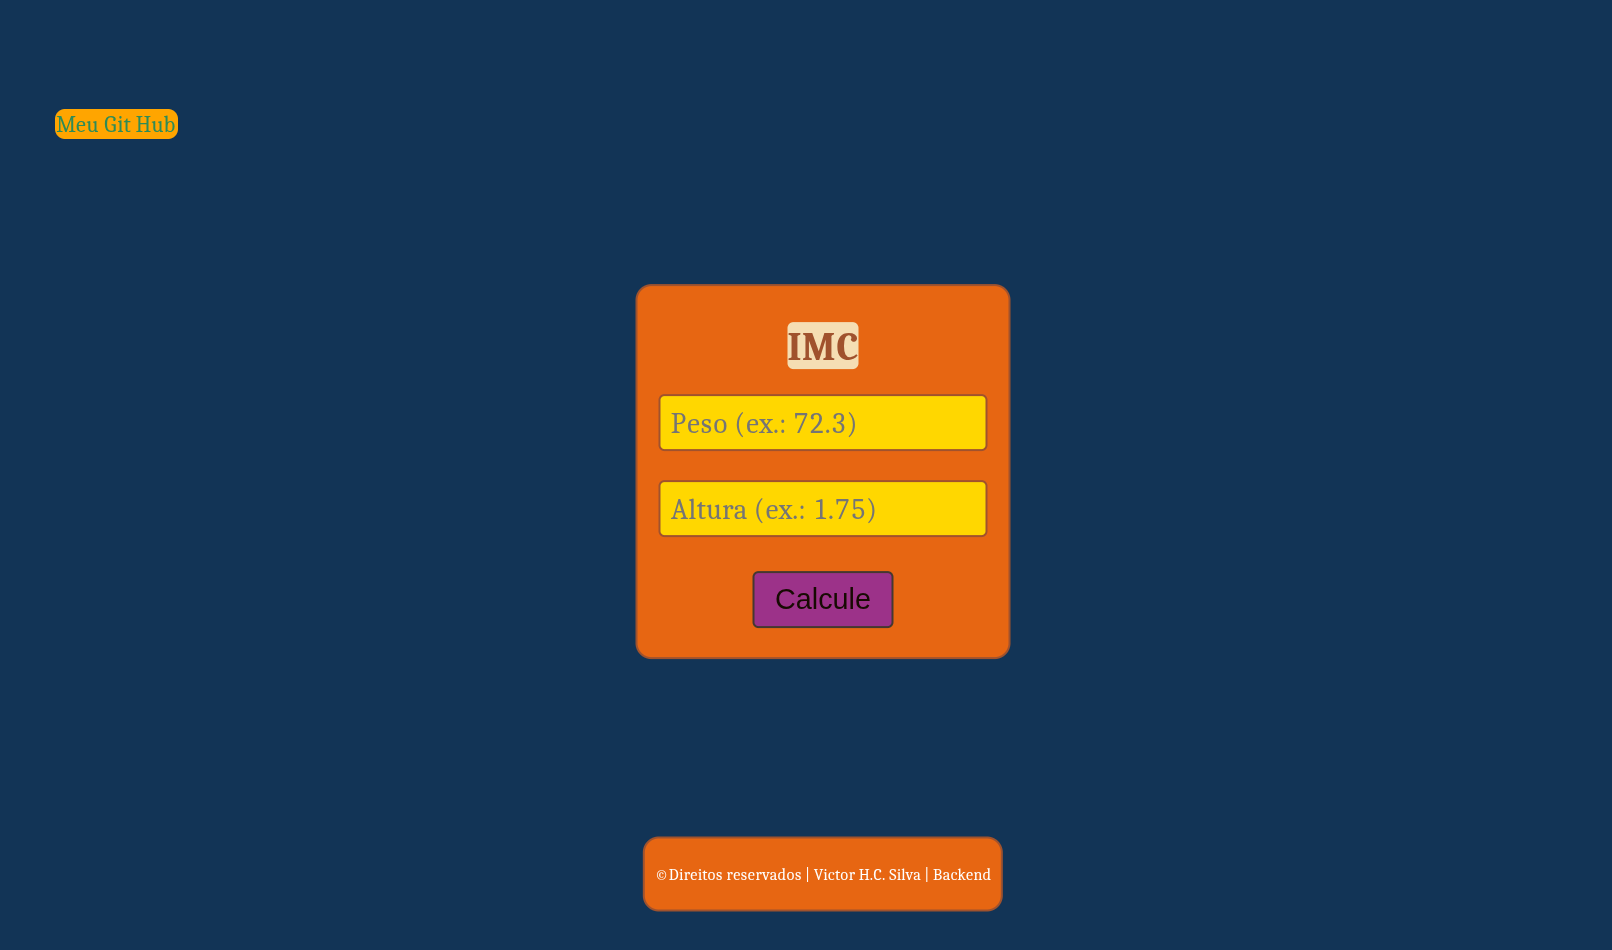 Meu Git Hub
IMC
Peso (ex.: 72.3)
Altura (ex.: 1.75)
Calcule
©Direitos reservados | Victor H.C. Silva | Backend